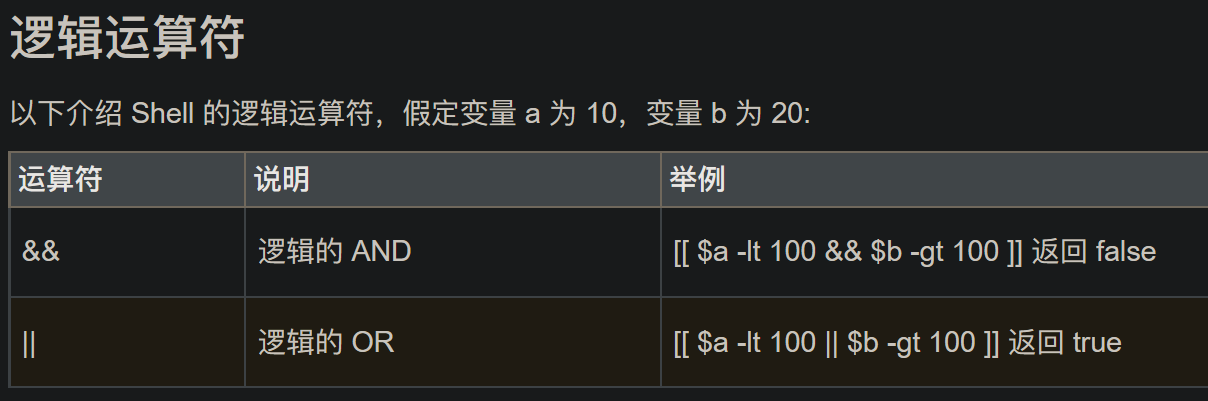 逻辑运算符
以下介绍 Shell 的逻辑运算符，假定变量 a 为 10，变量 b 为 20:
运算符 说明 举例
&& 逻辑的 AND [[ $a -lt 100 && $b -gt 100 ]] 返回 false
|| 逻辑的 OR [[ $a -lt 100 || $b -gt 100 ]] 返回 true